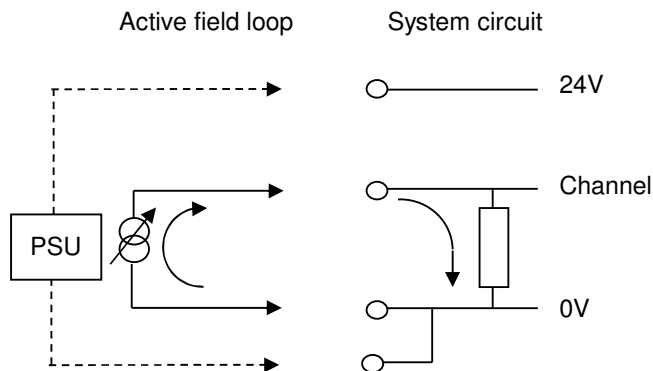 Active field loop
System circuit
24V
Channel
PSU
0V